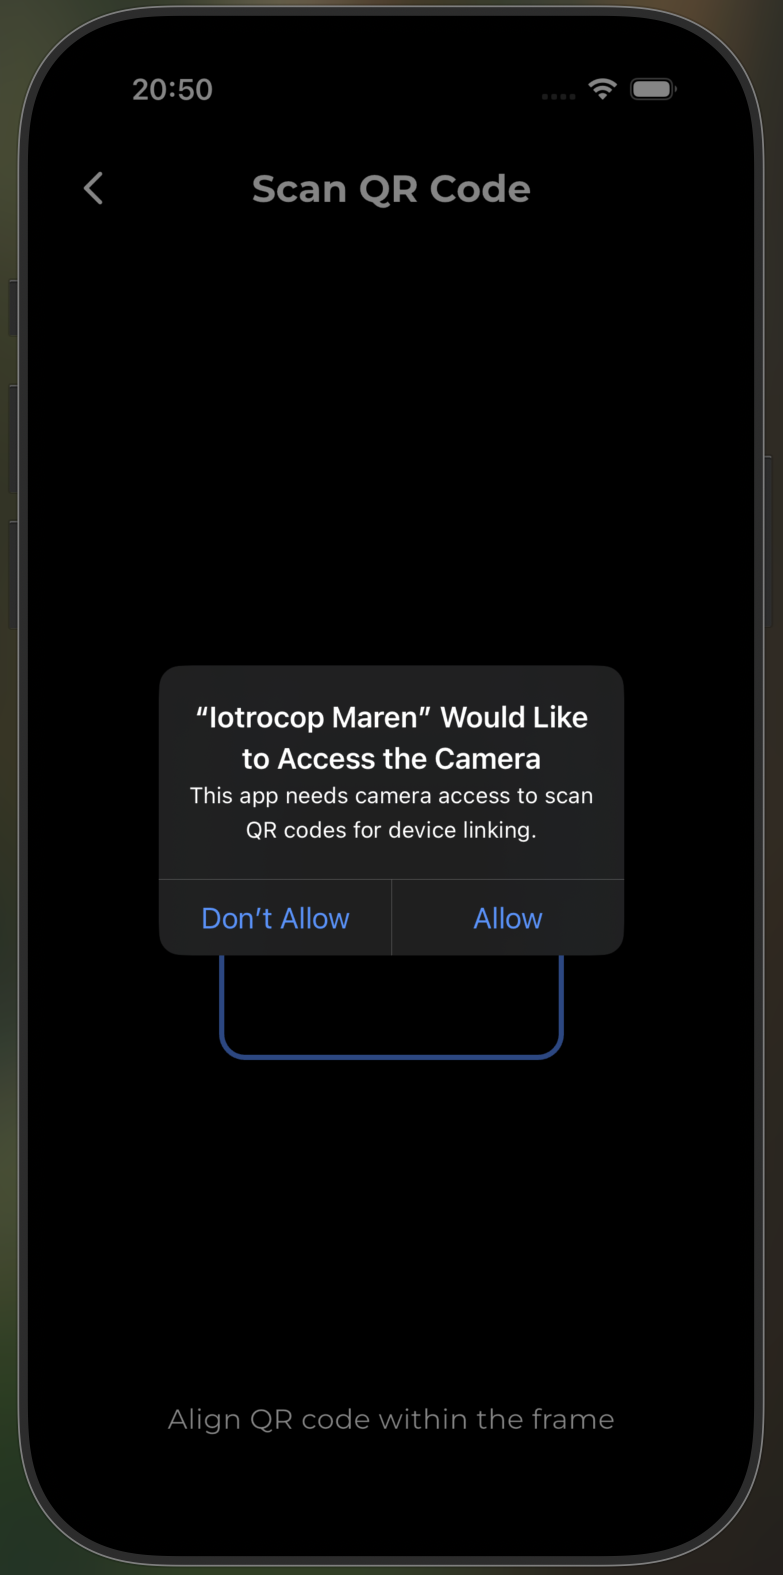 20:50
Scan QR Code
“Iotrocop Maren” Would Like
to Access the Camera
This app needs camera access to scan
QR codes for device linking.
Don’t Allow
Allow
Align QR code within the frame